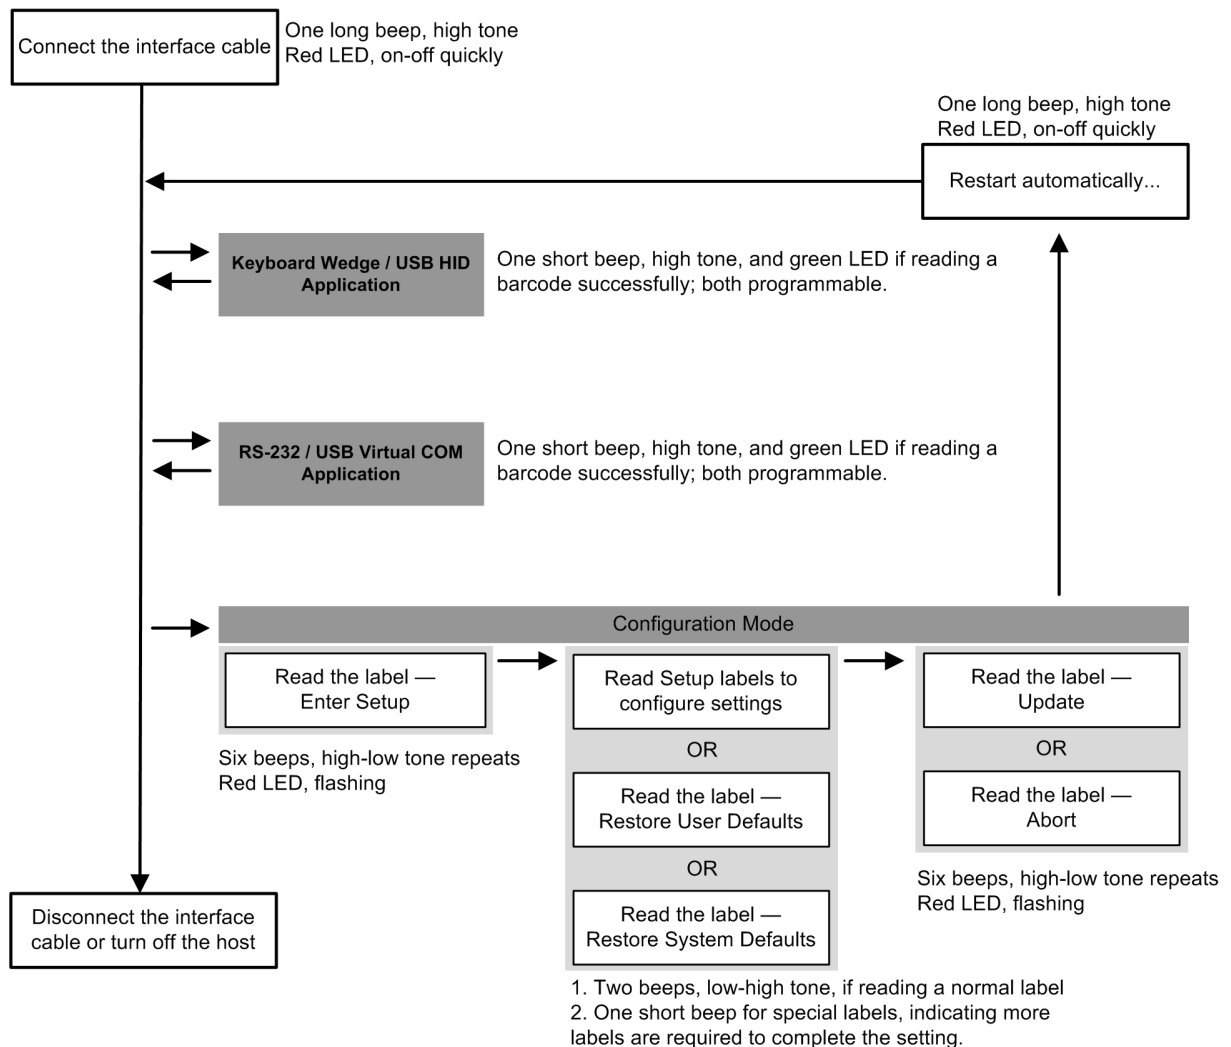 Connect the interface cable
One long beep, high tone
Red LED, on-off quickly
One long beep, high tone
Red LED, on-off quickly
Restart automatically...
Keyboard Wedge / USB HID
Application
One short beep, high tone, and green LED if reading a
barcode successfully; both programmable.
RS-232 / USB Virtual COM
Application
One short beep, high tone, and green LED if reading a
barcode successfully; both programmable.
Configuration Mode
Read the label —
Enter Setup
Six beeps, high-low tone repeats
Red LED, flashing
Read Setup labels to
configure settings
OR
Read the label —
Restore User Defaults
OR
Read the label —
Restore System Defaults
1. Two beeps, low-high tone, if reading a normal label
2. One short beep for special labels, indicating more
labels are required to complete the setting.
Read the label —
Update
OR
Read the label —
Abort
Six beeps, high-low tone repeats
Red LED, flashing
Disconnect the interface
cable or turn off the host